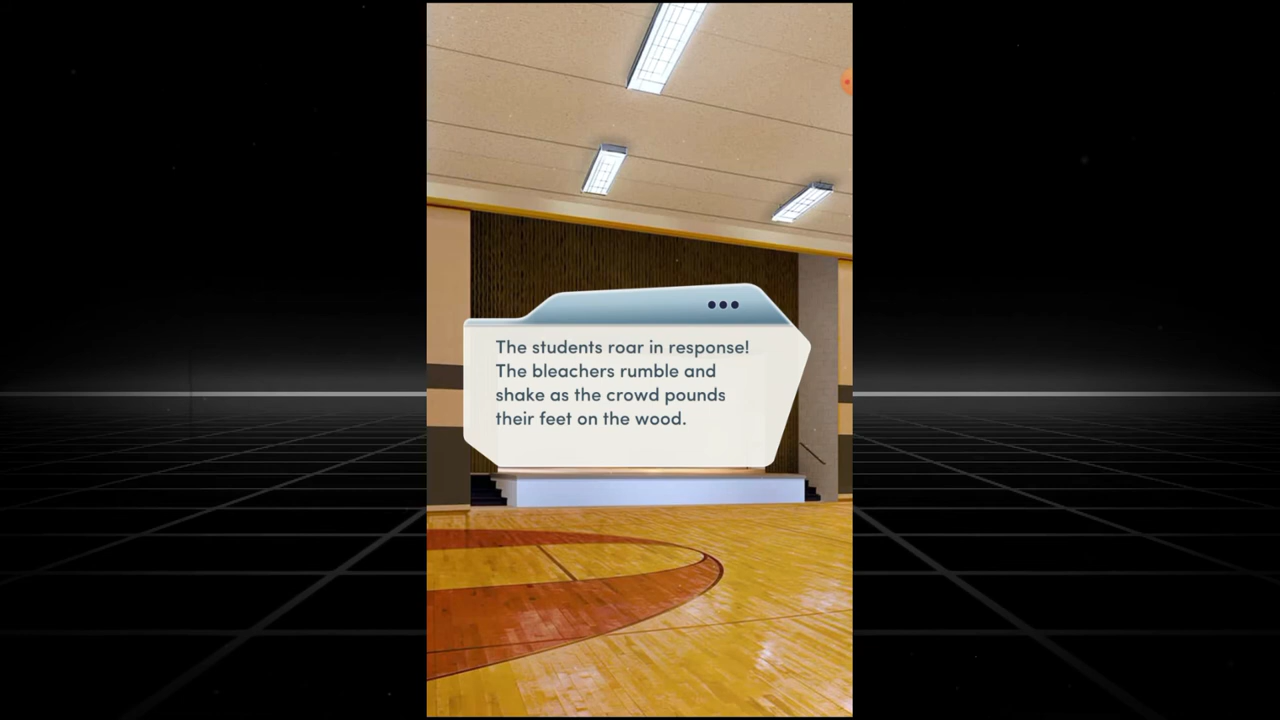 The students roar in response!
The bleachers rumble and
shake as the crowd pounds
their feet on the wood.